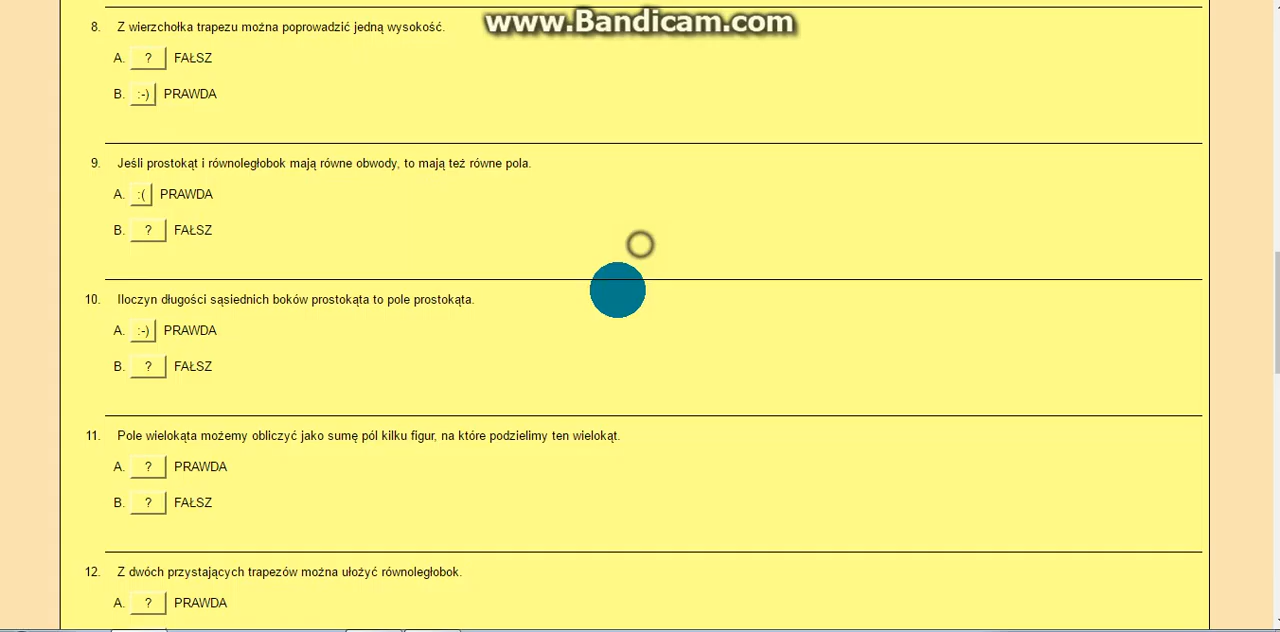 www.Bandicam.com
8. Z wierzchołka trapezu można poprowadzić jedną wysokość.
A. ? FAŁSZ
B. :-) PRAWDA
9. Jeśli prostokąt i równoległobok mają równe obwody, to mają też równe pola.
A. :( PRAWDA
B. ? FAŁSZ
10. Iloczyn długości sąsiednich boków prostokąta to pole prostokąta.
A. :-) PRAWDA
B. ? FAŁSZ
11. Pole wielokąta możemy obliczyć jako sumę pól kilku figur, na które podzielimy ten wielokąt.
A. ? PRAWDA
B. ? FAŁSZ
12. Z dwóch przystających trapezów można ułożyć równoległobok.
A. ? PRAWDA